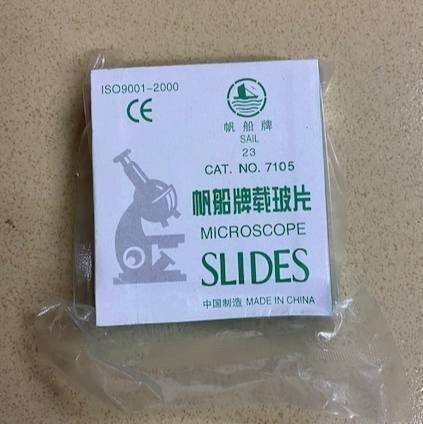 ISO9001-2000
CE
帆船牌
SAIL
23
CAT. NO. 7105
帆船牌载玻片
MICROSCOPE
SLIDES
中国制造 MADE IN CHINA